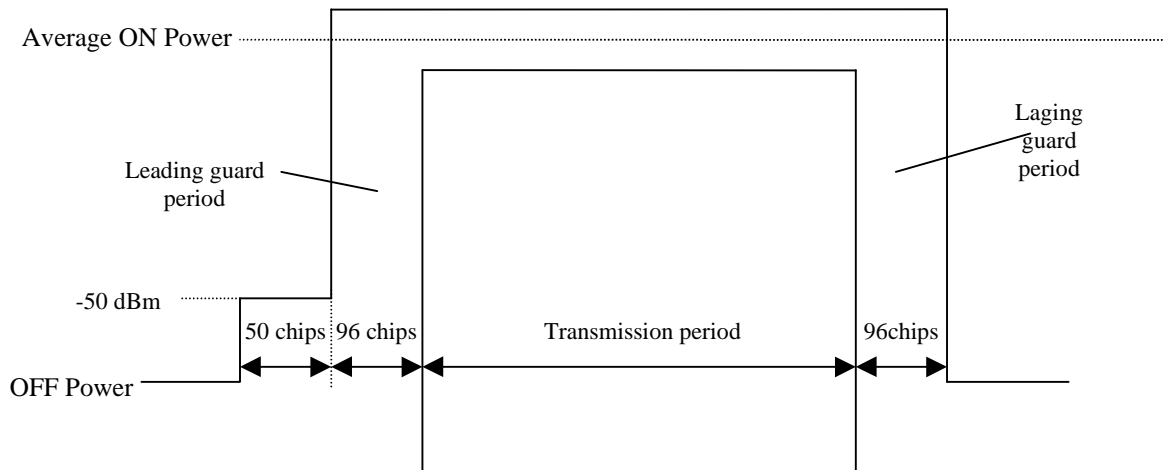 Average ON Power
Laging
guard
period
Leading guard
period
-50 dBm
50 chips
96 chips
Transmission period
96chips
OFF Power